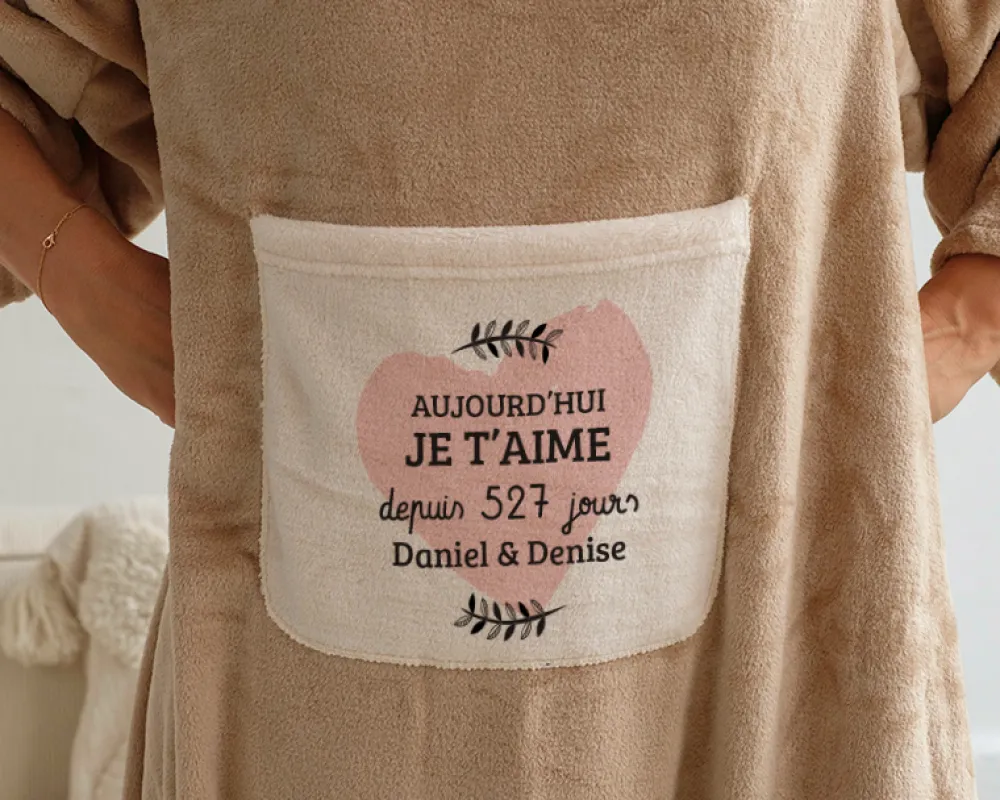 AUJOURD'HUI
JE T'AIME
depuis 527 jours
Daniel & Denise